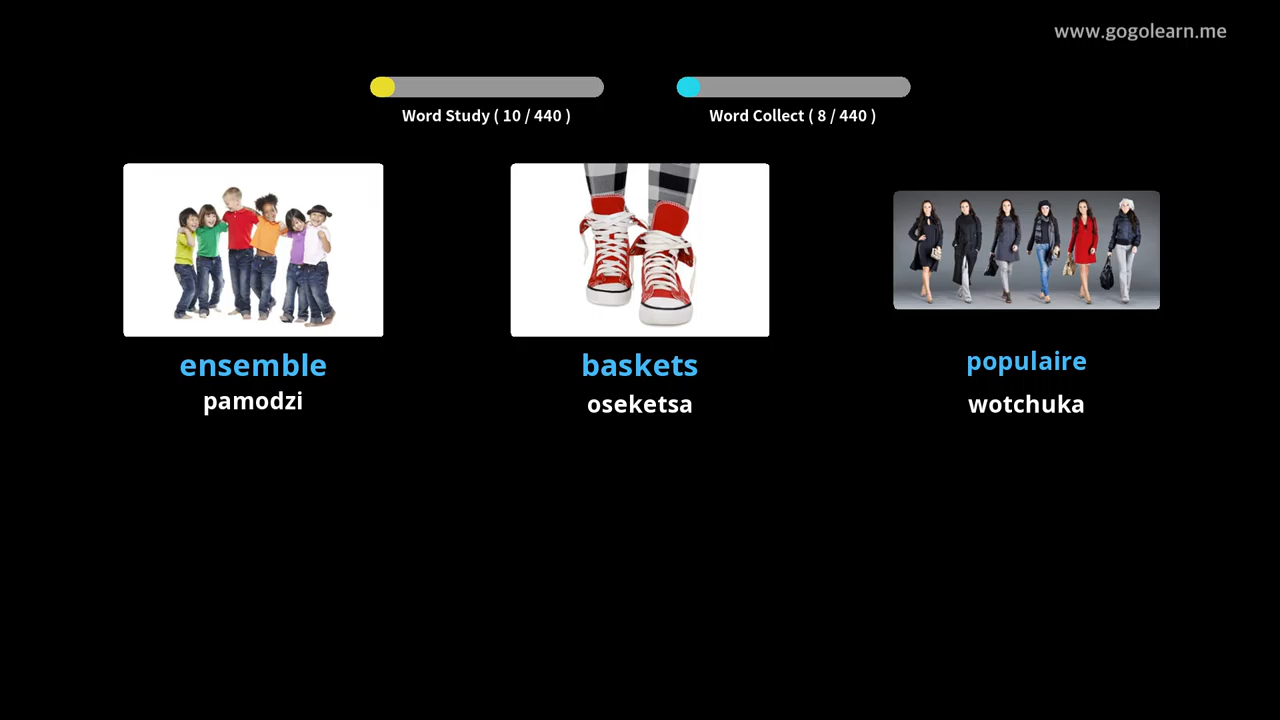 www.gogolearn.me
Word Study ( 10 / 440 )
Word Collect ( 8 / 440 )
ensemble
pamodzi
baskets
oseketsa
populaire
wotchuka